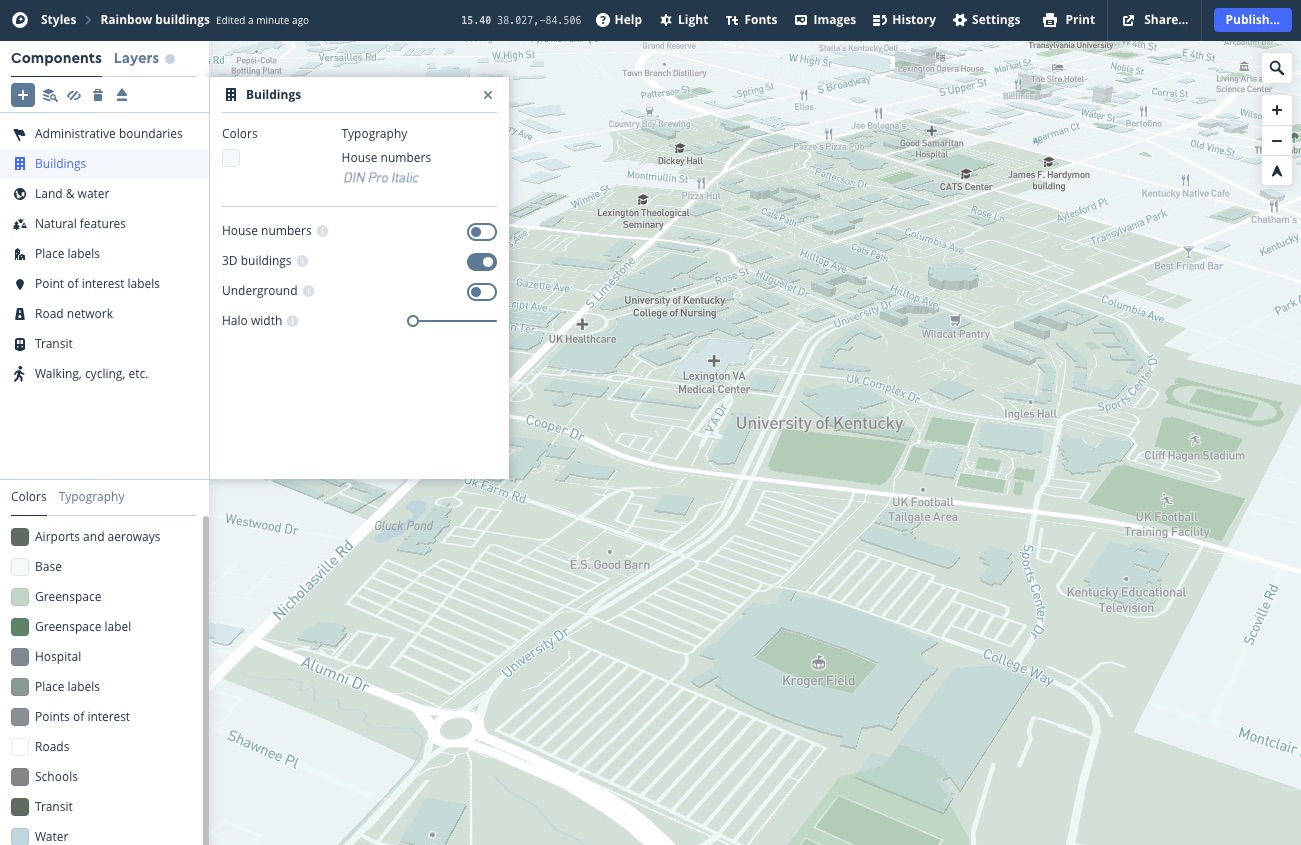 Styles
Rainbow buildings
Edited a minute ago
15.40 38.027,−84.506
Help
Light
Fonts
Images
History
Settings
Print
Share...
Publish...
Components
Layers
Administrative boundaries
Buildings
Land & water
Natural features
Place labels
Point of interest labels
Road network
Transit
Walking, cycling, etc.
Colors
Typography
Airports and aeroways
Base
Greenspace
Greenspace label
Hospital
Place labels
Points of interest
Roads
Schools
Transit
Water
Buildings
Colors
Typography
House numbers
DIN Pro Italic
House numbers
3D buildings
Underground
Halo width
Pepsi-Cola
Bottling Plant
Versailles Rd
W High St
W High St
Grand Reserve
Town Branch Distillery
Patterson St
Spring St
S Broadway
Stella's Kentucky Deli
Lexington Opera House
S Upper St
Market St
Transylvania University
E 4th St
W 4th St
Noble St
The Sire Hotel
Living Arts
Science Center
Ellos
Country Boy Brewing
Joe Bologna's
Pazzo's Pizza Pub
Good Samaritan
Hospital
Portofino
Old Vine St
Dickey Hall
Montmullin St
Pizza Hut
Winnie St
Patterson Dr
CATS Center
James F. Hardymon
building
Kentucky Native Cafe
Chatham's
Lexington Theological
Seminary
Cats Path
Cats Path
Rose Ln
Aylesford Pl
Transylvania Park
Columbia Ave
Columbia Ave
Best Friend Bar
Kentucky
Gazette Ave
S Limestone
Rose St
Huguelet Dr
Hilltop Ave
Hilltop Ave
University Dr
University of Kentucky
College of Nursing
UK Healthcare
Wildcat Pantry
Lexington VA
Medical Center
VA Dr
Uk Complex Dr
Ingles Hall
Sports Center Dr
University of Kentucky
Cooper Dr
Cliff Hagan Stadium
UK Football
Tailgate Area
UK Football
Training Facility
Uk Farm Rd
Gluck Pond
Westwood Dr
Nicholasville Rd
E.S. Good Barn
Sports Center Dr
Kentucky Educational
Television
Scoville Rd
University Dr
Alumni Dr
Kroger Field
College Way
Shawnee Pl
Montclair